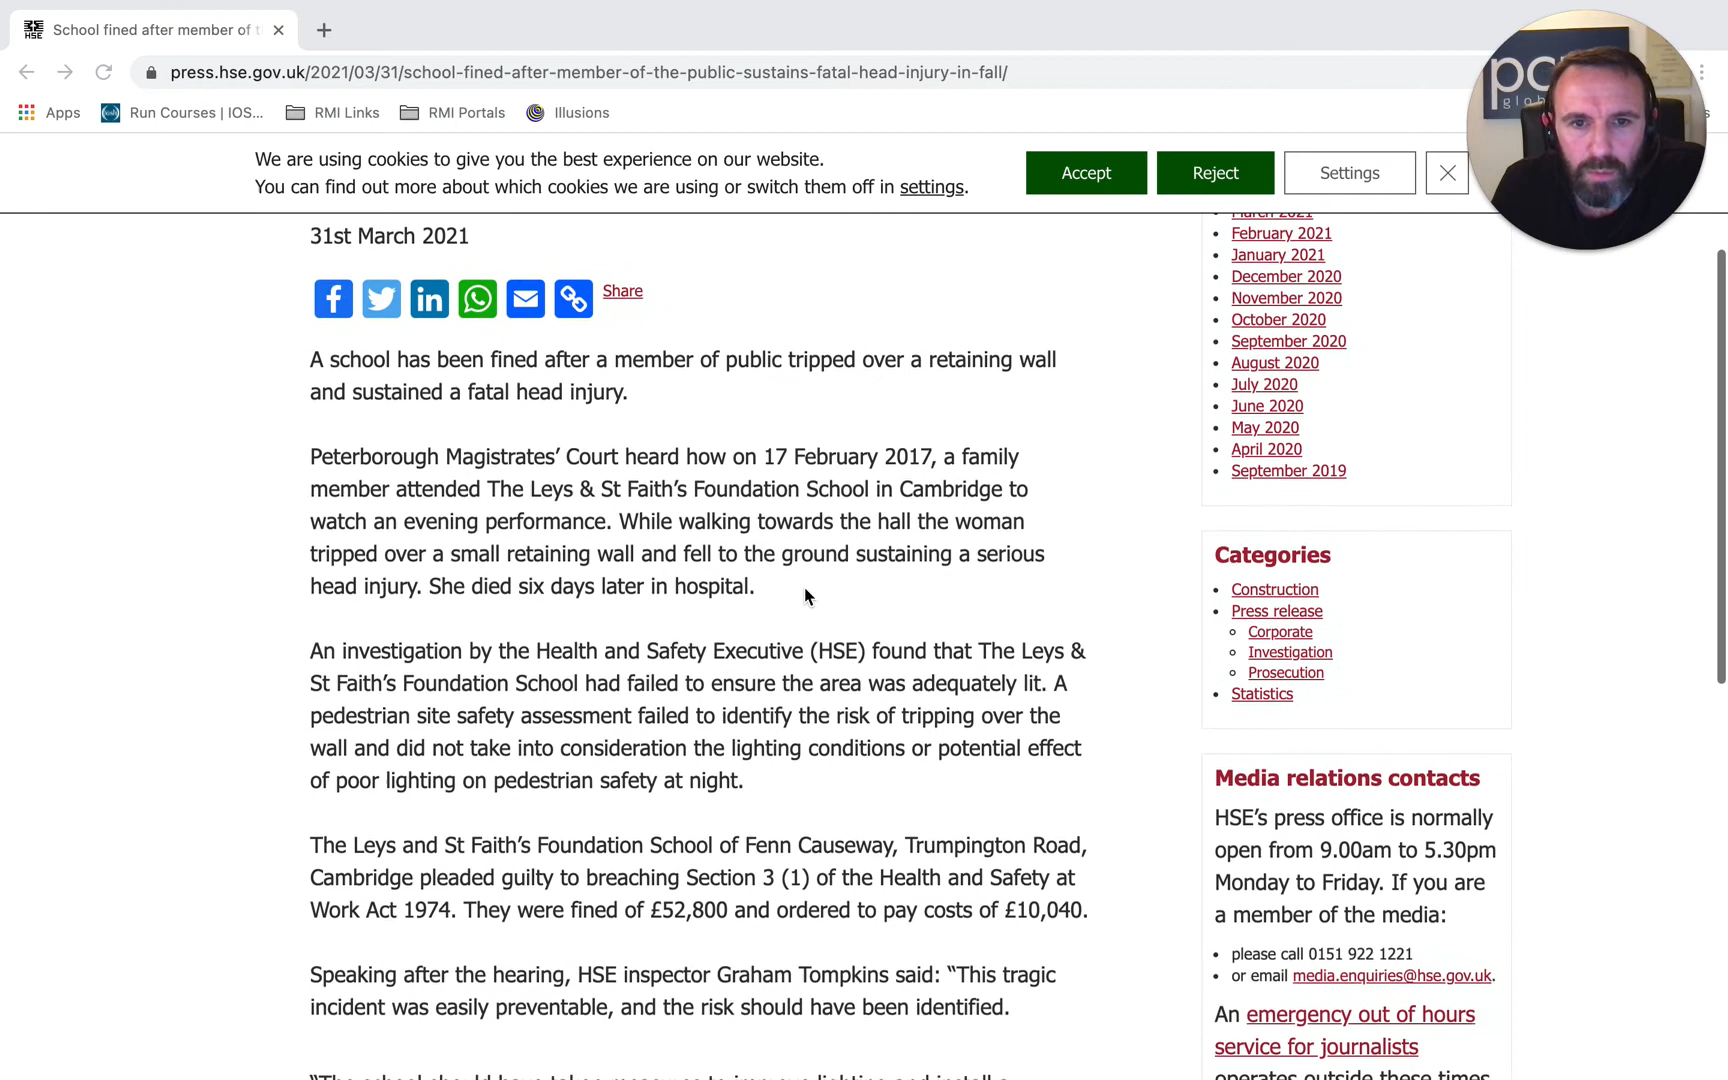 HSE
School fined after member of t
press.hse.gov.uk/2021/03/31/school-fined-after-member-of-the-public-sustains-fatal-head-injury-in-fall/
Apps
Run Courses | IOS...
RMI Links
RMI Portals
Illusions
We are using cookies to give you the best experience on our website.
You can find out more about which cookies we are using or switch them off in settings.
Accept
Reject
Settings
31st March 2021
Share
A school has been fined after a member of public tripped over a retaining wall
and sustained a fatal head injury.
Peterborough Magistrates’ Court heard how on 17 February 2017, a family
member attended The Leys & St Faith’s Foundation School in Cambridge to
watch an evening performance. While walking towards the hall the woman
tripped over a small retaining wall and fell to the ground sustaining a serious
head injury. She died six days later in hospital.
An investigation by the Health and Safety Executive (HSE) found that The Leys &
St Faith’s Foundation School had failed to ensure the area was adequately lit. A
pedestrian site safety assessment failed to identify the risk of tripping over the
wall and did not take into consideration the lighting conditions or potential effect
of poor lighting on pedestrian safety at night.
The Leys and St Faith’s Foundation School of Fenn Causeway, Trumpington Road,
Cambridge pleaded guilty to breaching Section 3 (1) of the Health and Safety at
Work Act 1974. They were fined of £52,800 and ordered to pay costs of £10,040.
Speaking after the hearing, HSE inspector Graham Tompkins said: “This tragic
incident was easily preventable, and the risk should have been identified.
“The school should have taken measures to improve lighting and install a
March 2021
February 2021
January 2021
December 2020
November 2020
October 2020
September 2020
August 2020
July 2020
June 2020
May 2020
April 2020
September 2019
Categories
Construction
Press release
Corporate
Investigation
Prosecution
Statistics
Media relations contacts
HSE’s press office is normally
open from 9.00am to 5.30pm
Monday to Friday. If you are
a member of the media:
please call 0151 922 1221
or email media.enquiries@hse.gov.uk.
An emergency out of hours
service for journalists
operates outside these times